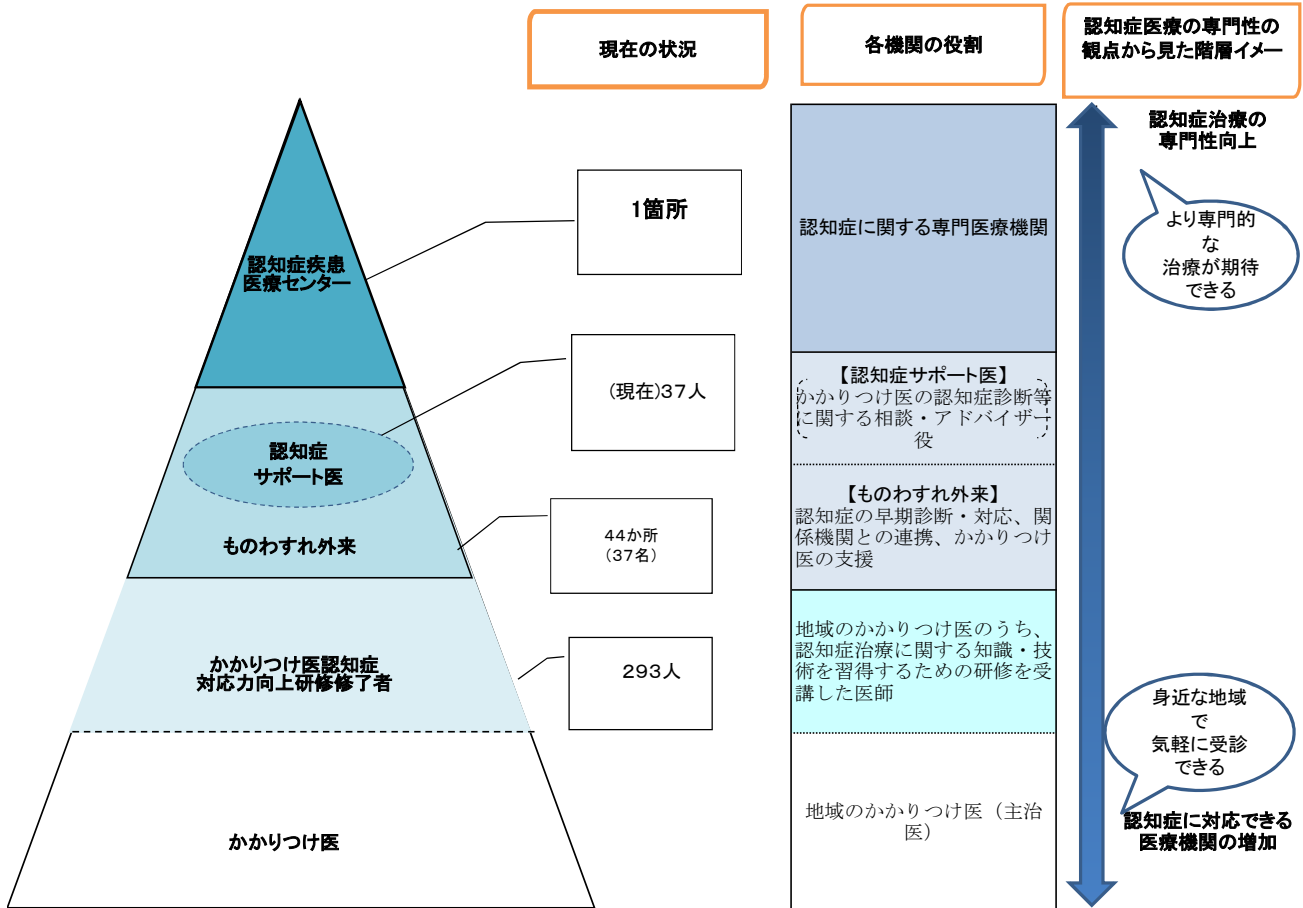 現在の状況
各機関の役割
認知症医療の専門性の
観点から見た階層イメー
認知症治療の
専門性向上
1箇所
認知症疾患
医療センター
認知症に関する専門医療機関
より専門的
な
治療が期待
できる
(現在)37人
認知症
サポート医
【認知症サポート医】
かかりつけ医の認知症診断等
に関する相談・アドバイザー
役
44か所
(37名)
ものわすれ外来
【ものわすれ外来】
認知症の早期診断・対応、関
係機関との連携、かかりつけ
医の支援
293人
かかりつけ医認知症
対応力向上研修修了者
地域のかかりつけ医のうち、
認知症治療に関する知識・技
術を習得するための研修を受
講した医師
身近な地域
で
気軽に受診
できる
かかりつけ医
地域のかかりつけ医（主治
医）
認知症に対応できる
医療機関の増加